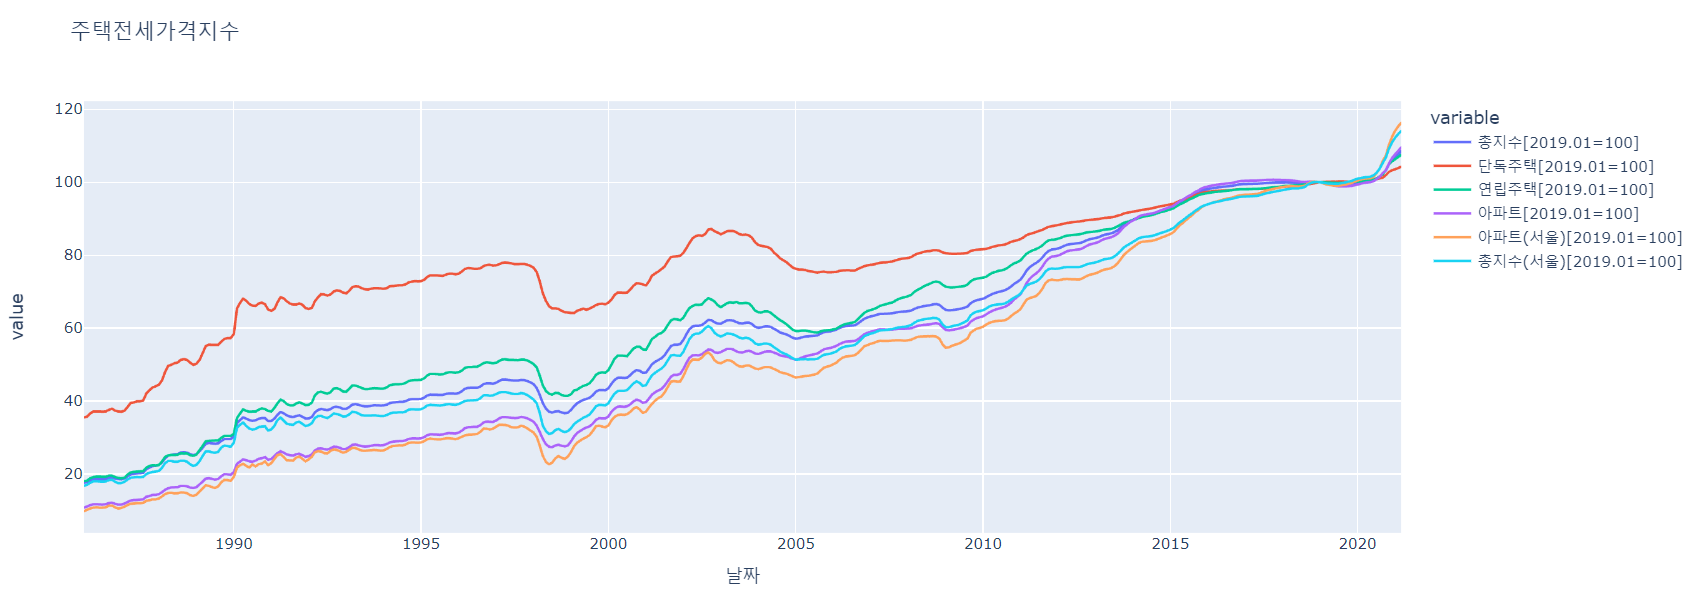 주택전세가격지수
value
120
100
80
60
40
20
1990
1995
2000
2005
2010
2015
2020
날짜
variable
총지수[2019.01=100]
단독주택[2019.01=100]
연립주택[2019.01=100]
아파트[2019.01=100]
아파트(서울)[2019.01=100]
총지수(서울)[2019.01=100]